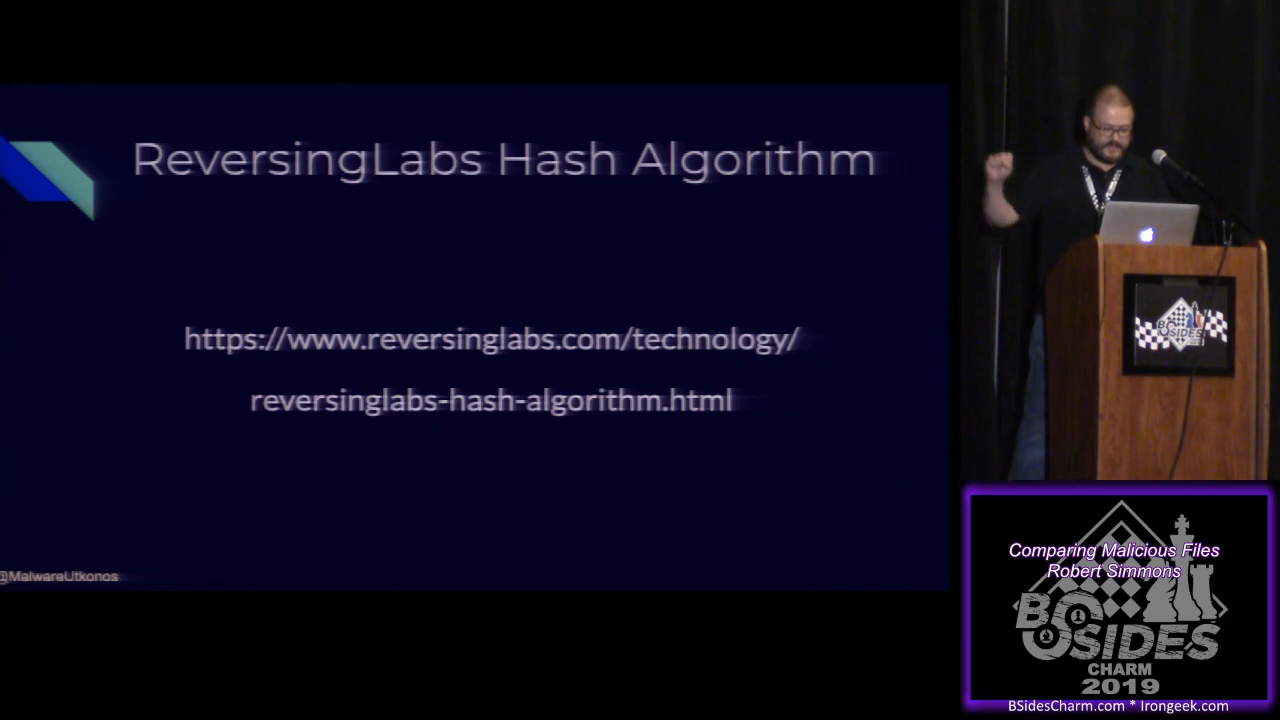 ReversingLabs Hash Algorithm
https://www.reversinglabs.com/technology/
reversinglabs-hash-algorithm.html
@MalwareUtkonos
BSIDES
Comparing Malicious Files
Robert Simmons
BSIDES
CHARM
2019
BSidesCharm.com * Irongeek.com